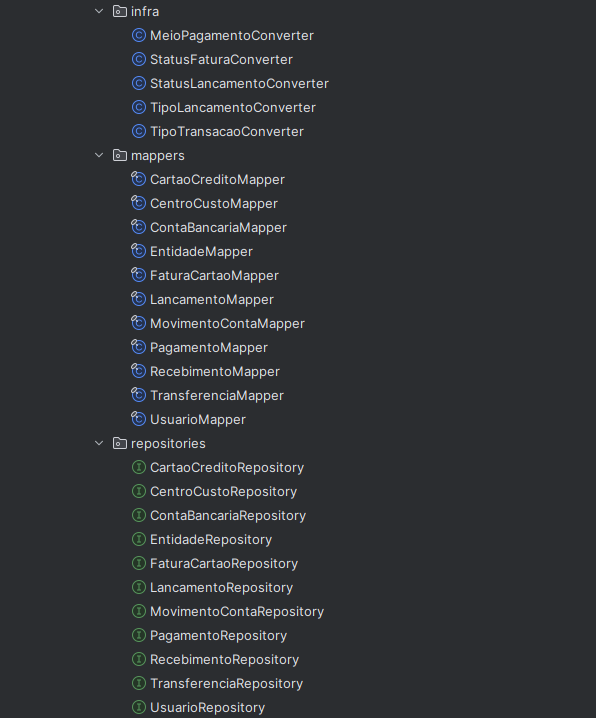 infra
MeioPagamentoConverter
StatusFaturaConverter
StatusLancamentoConverter
TipoLancamentoConverter
TipoTransacaoConverter
mappers
CartaoCreditoMapper
CentroCustoMapper
ContaBancariaMapper
EntidadeMapper
FaturaCartaoMapper
LancamentoMapper
MovimentoContaMapper
PagamentoMapper
RecebimentoMapper
TransferenciaMapper
UsuarioMapper
repositories
CartaoCreditoRepository
CentroCustoRepository
ContaBancariaRepository
EntidadeRepository
FaturaCartaoRepository
LancamentoRepository
MovimentoContaRepository
PagamentoRepository
RecebimentoRepository
TransferenciaRepository
UsuarioRepository